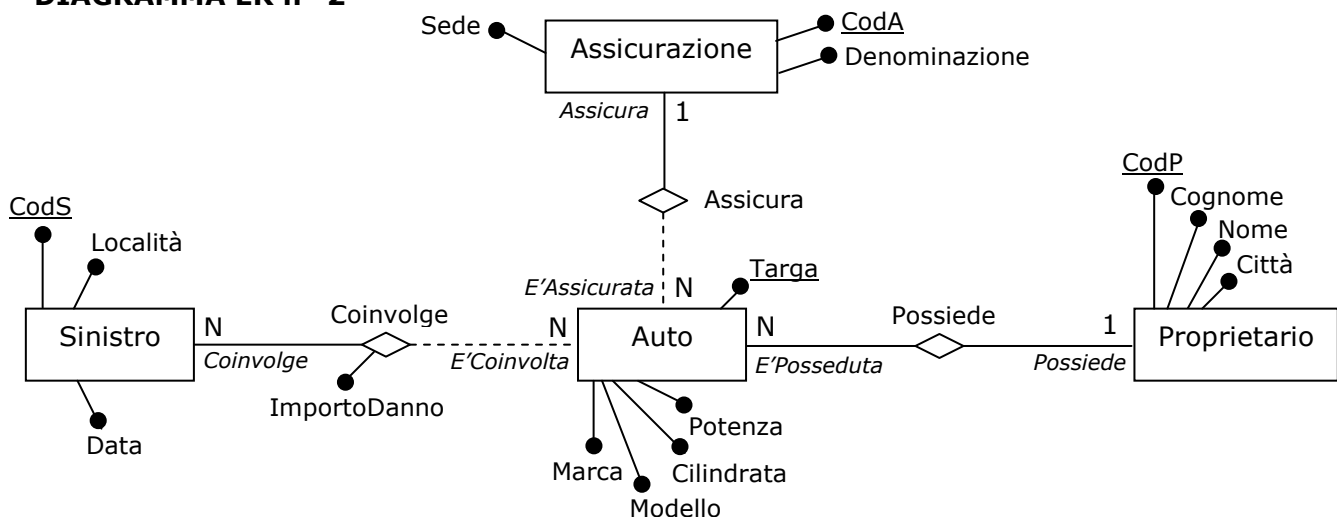 DIAGRAMMA ER n° 2
Sede
Assicurazione
CodA
Denominazione
Assicura
1
Assicura
E'Assicurata
N
Targa
CodS
Località
Sinistro
Data
N
Coinvolge
Coinvolge
ImportoDanno
N
E'Coinvolta
Auto
Marca
Modello
Cilindrata
Potenza
N
E'Posseduta
Possiede
1
Possiede
Proprietario
CodP
Cognome
Nome
Città